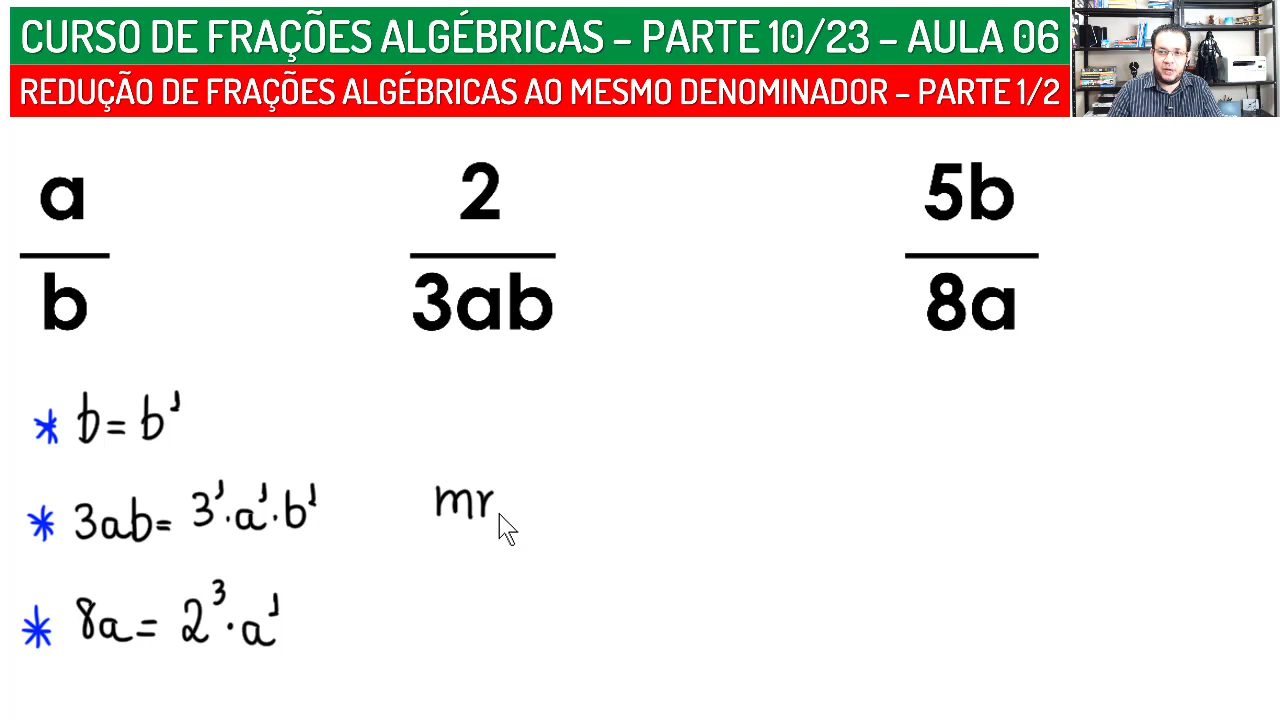 CURSO DE FRAÇÕES ALGÉBRICAS – PARTE 10/23 – AULA 06
REDUÇÃO DE FRAÇÕES ALGÉBRICAS AO MESMO DENOMINADOR – PARTE 1/2
a 2 5b
b 3ab 8a
* b = b¹
* 3ab = 3¹·a¹·b¹
mr
* 8a = 2³·a¹